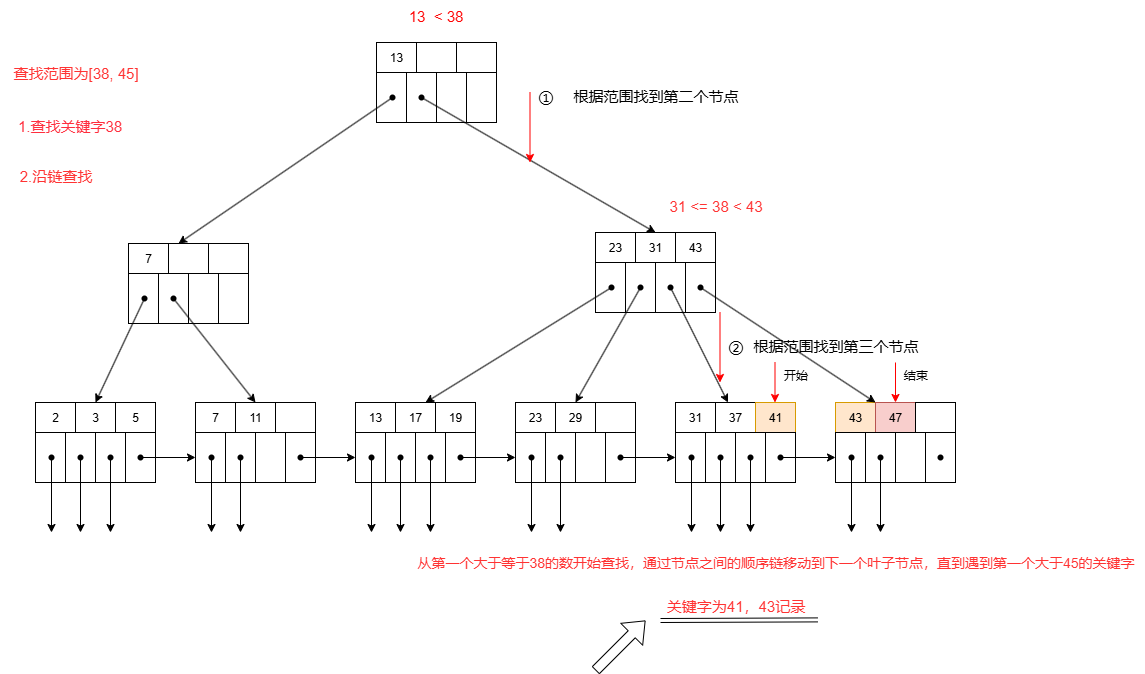 13 < 38
13
查找范围为[38, 45]
① 根据范围找到第二个节点
1.查找关键字38
2.沿链查找
31 <= 38 < 43
7
23 31 43
② 根据范围找到第三个节点
开始 结束
2 3 5 7 11 13 17 19 23 29 31 37 41 43 47
从第一个大于等于38的数开始查找，通过节点之间的顺序链移动到下一个叶子节点，直到遇到第一个大于45的关键字
关键字为41，43记录